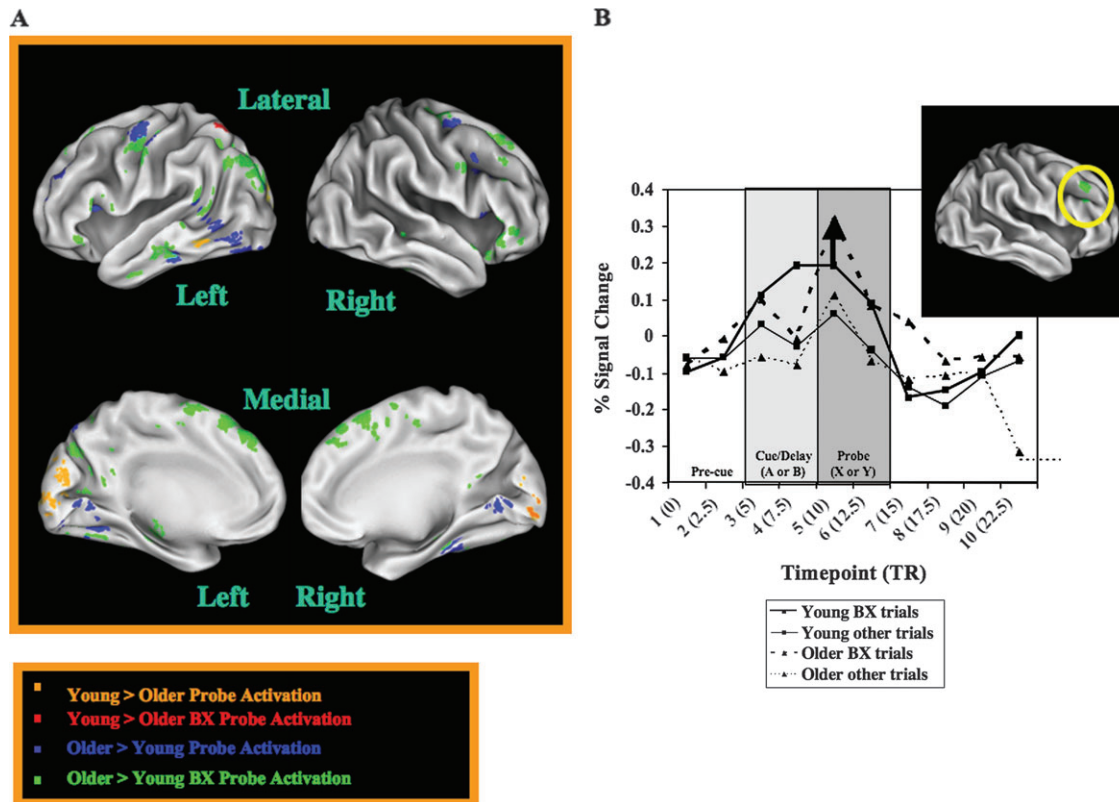 A
Lateral
Left
Right
Medial
Left
Right
Young > Older Probe Activation
Young > Older BX Probe Activation
Older > Young Probe Activation
Older > Young BX Probe Activation
B
% Signal Change
0.4
0.3
0.2
0.1
0
-0.1
-0.2
-0.3
-0.4
Pre-cue
Cue/Delay
(A or B)
Probe
(X or Y)
1 (0)
2 (2.5)
3 (5)
4 (7.5)
5 (10)
6 (12.5)
7 (15)
8 (17.5)
9 (20)
10 (22.5)
Timepoint (TR)
Young BX trials
Young other trials
Older BX trials
Older other trials